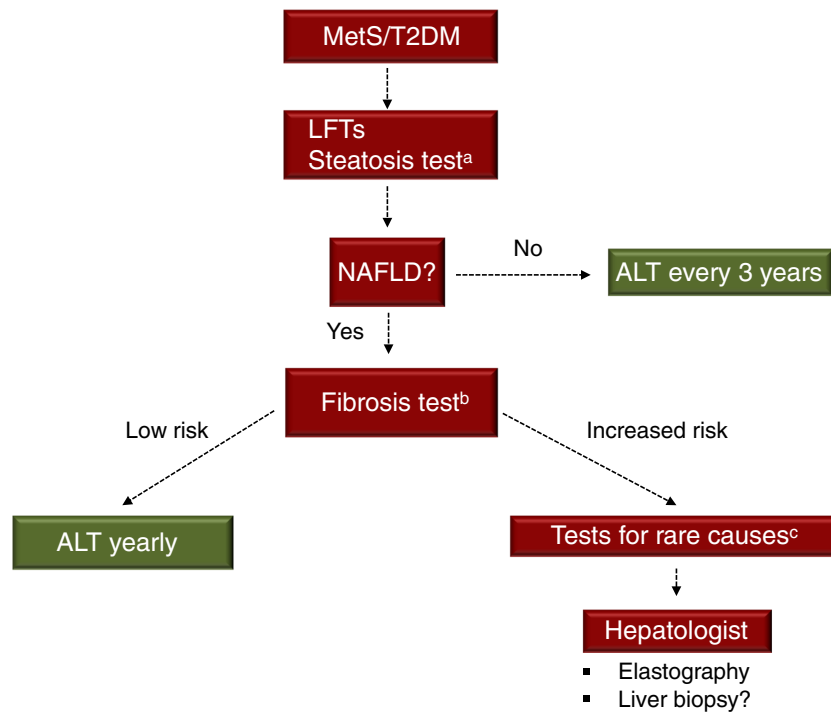 MetS/T2DM
LFTs
Steatosis testᵃ
NAFLD?
No
ALT every 3 years
Yes
Fibrosis testᵇ
Low risk
Increased risk
ALT yearly
Tests for rare causesᶜ
Hepatologist
▪ Elastography
▪ Liver biopsy?